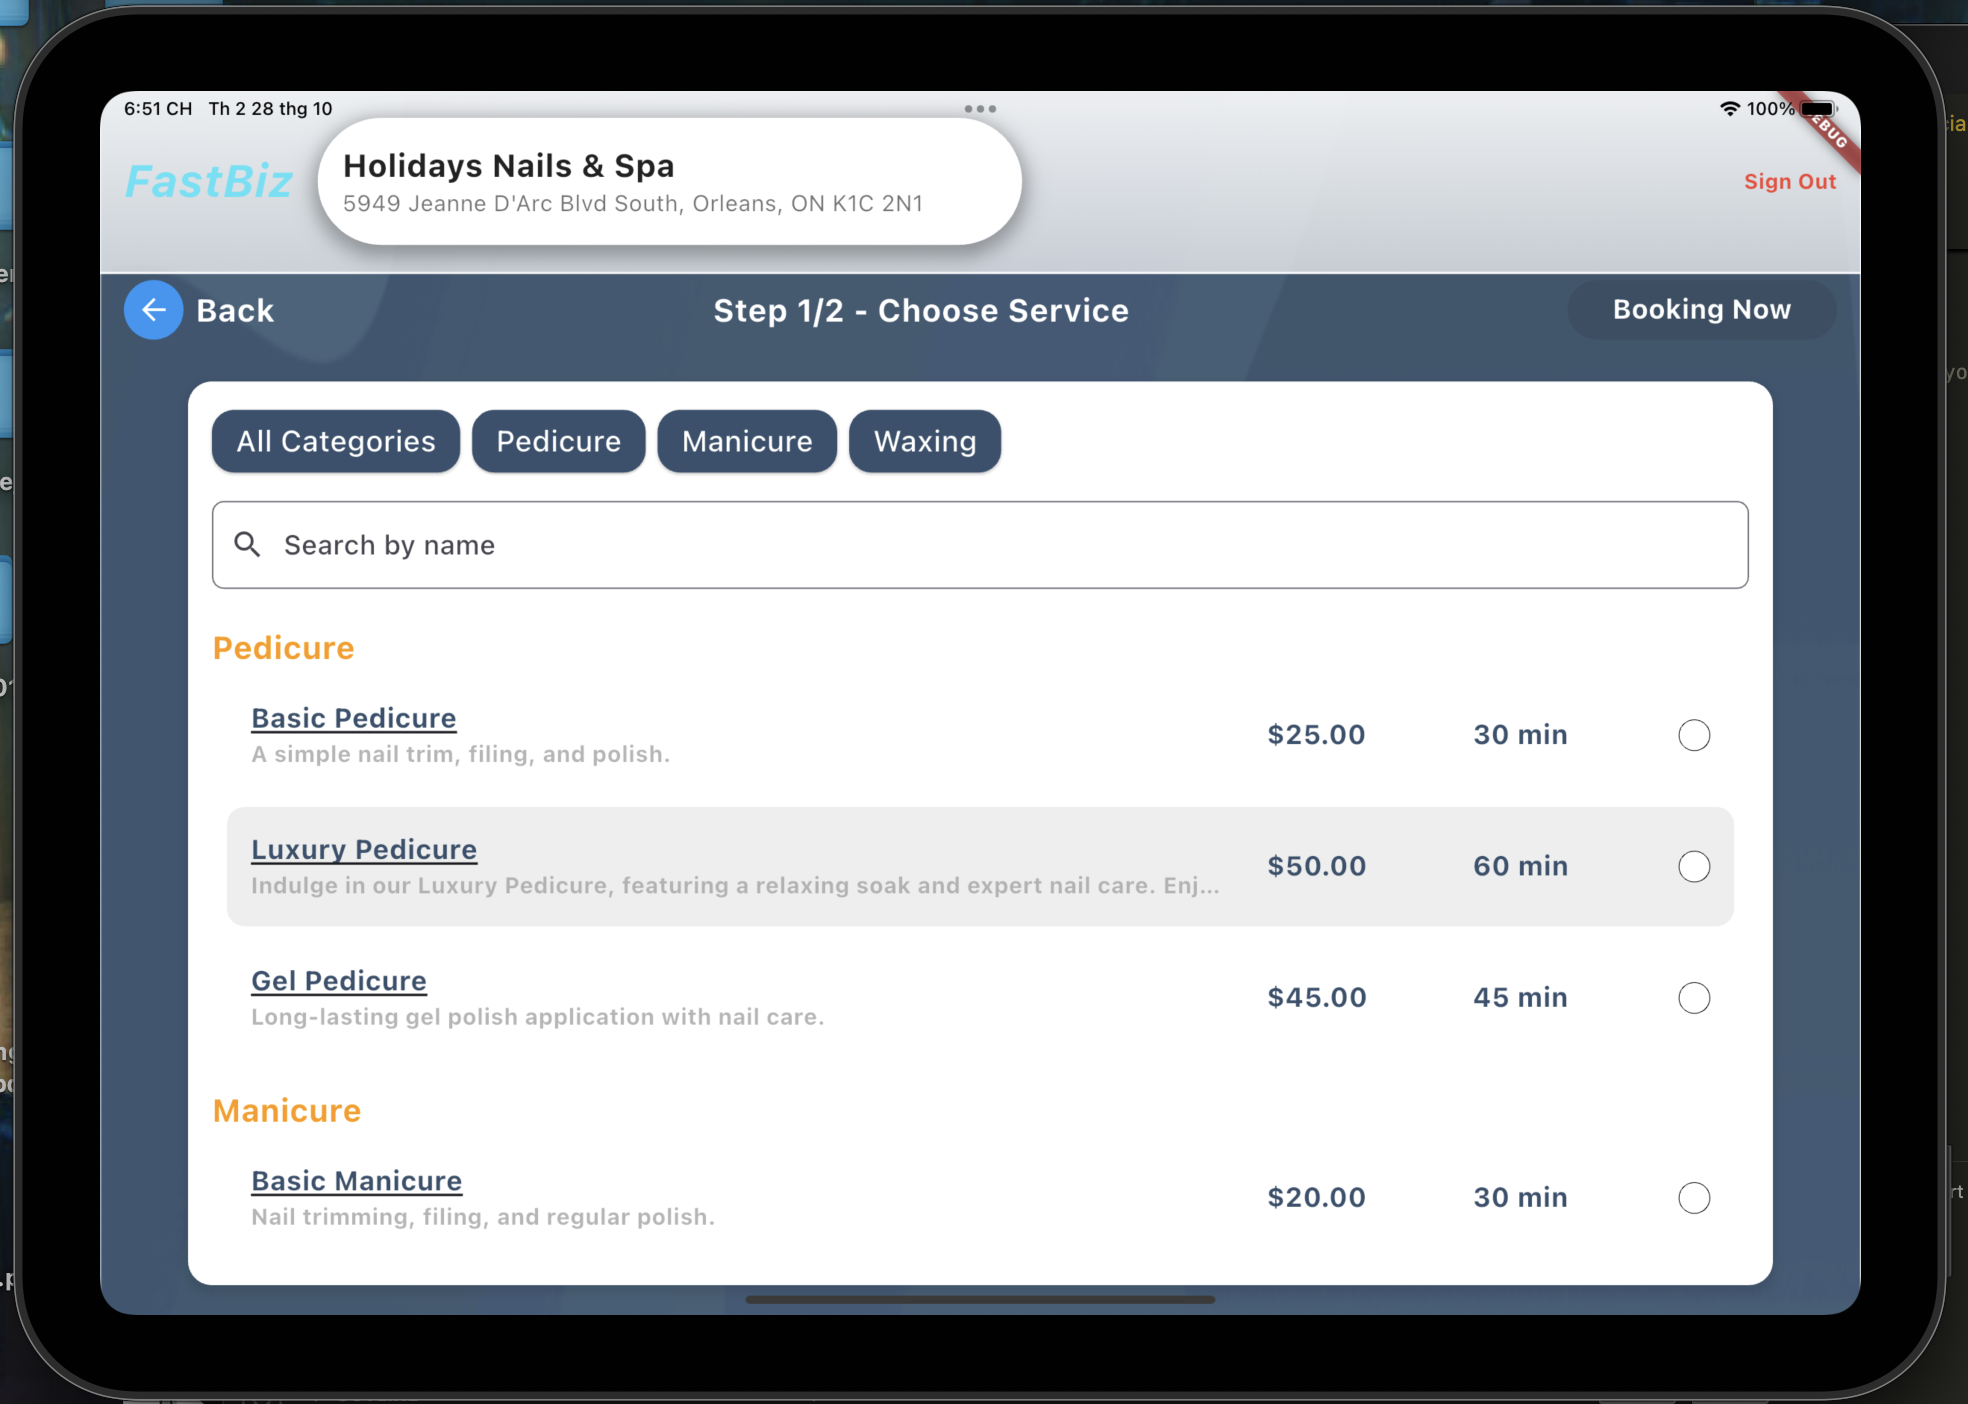 6:51 CH Th 2 28 thg 10
100%
FastBiz
Holidays Nails & Spa
5949 Jeanne D'Arc Blvd South, Orleans, ON K1C 2N1
Sign Out
Back
Step 1/2 - Choose Service
Booking Now
All Categories Pedicure Manicure Waxing
Search by name
Pedicure
Basic Pedicure
A simple nail trim, filing, and polish.
$25.00 30 min
Luxury Pedicure
Indulge in our Luxury Pedicure, featuring a relaxing soak and expert nail care. Enj...
$50.00 60 min
Gel Pedicure
Long-lasting gel polish application with nail care.
$45.00 45 min
Manicure
Basic Manicure
Nail trimming, filing, and regular polish.
$20.00 30 min